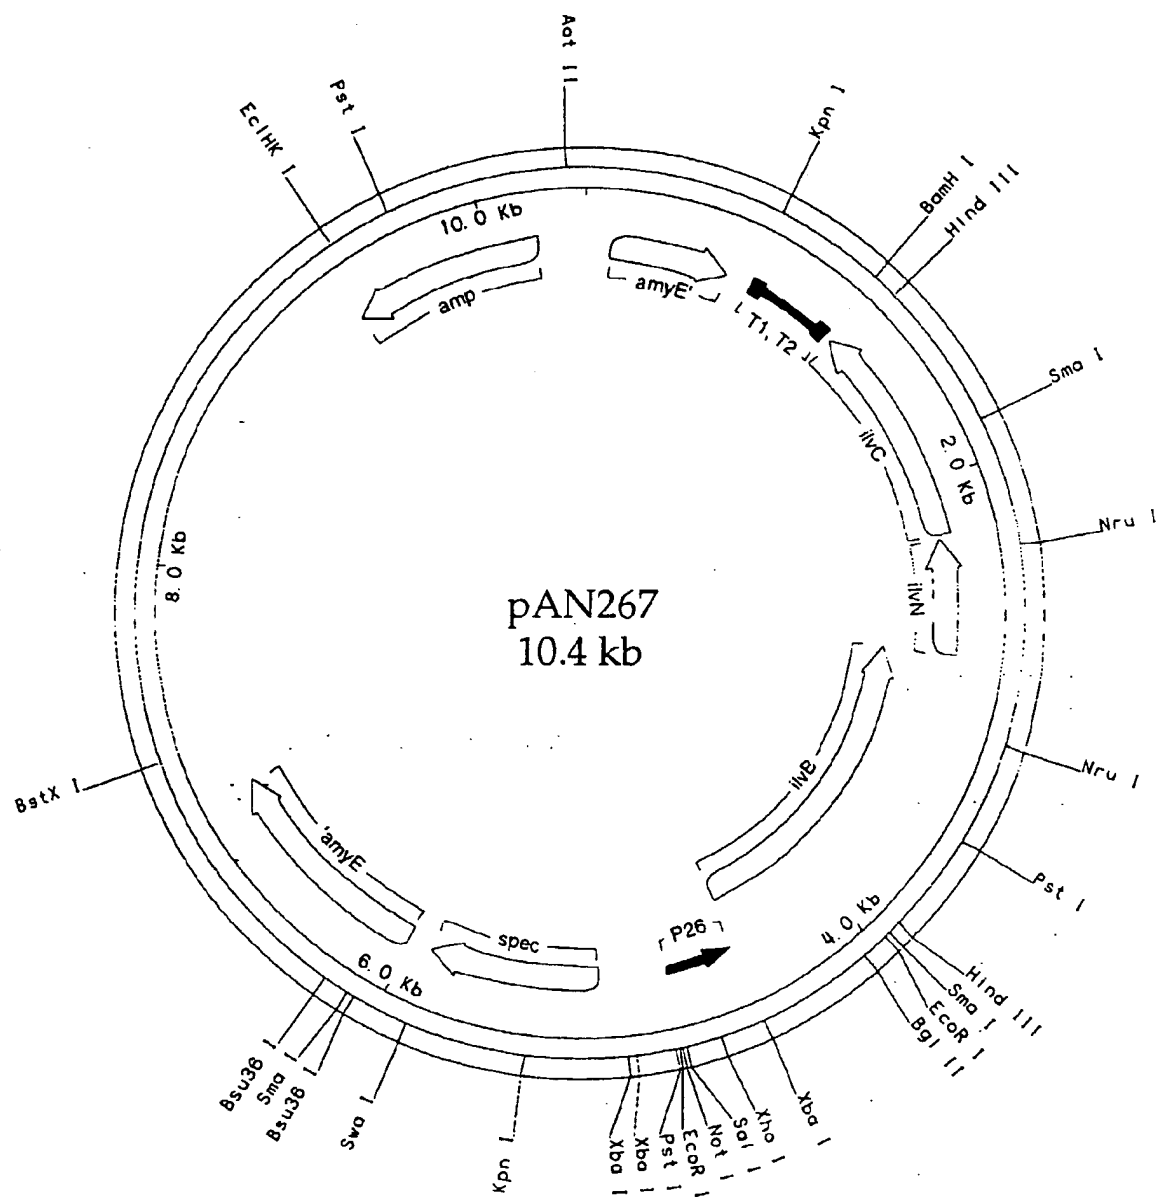 Aat II
Kpn I
BamH I
Hind III
Sma I
Nru I
Nru I
Pst I
Hind III
Sma I
EcoR I
Bgl II
Xba I
Xho I
Sal I
Not I
EcoR I
Pst I
Xba I
Xba I
Kpn I
Swa I
Bsu36 I
Sma I
Bsu36 I
BstX I
EclHK I
Pst I
10.0 Kb
2.0 Kb
4.0 Kb
6.0 Kb
8.0 Kb
amp
amyE'
T1, T2
ilvC
ilvN
ilvB
P26
spec
'amyE
pAN267
10.4 kb